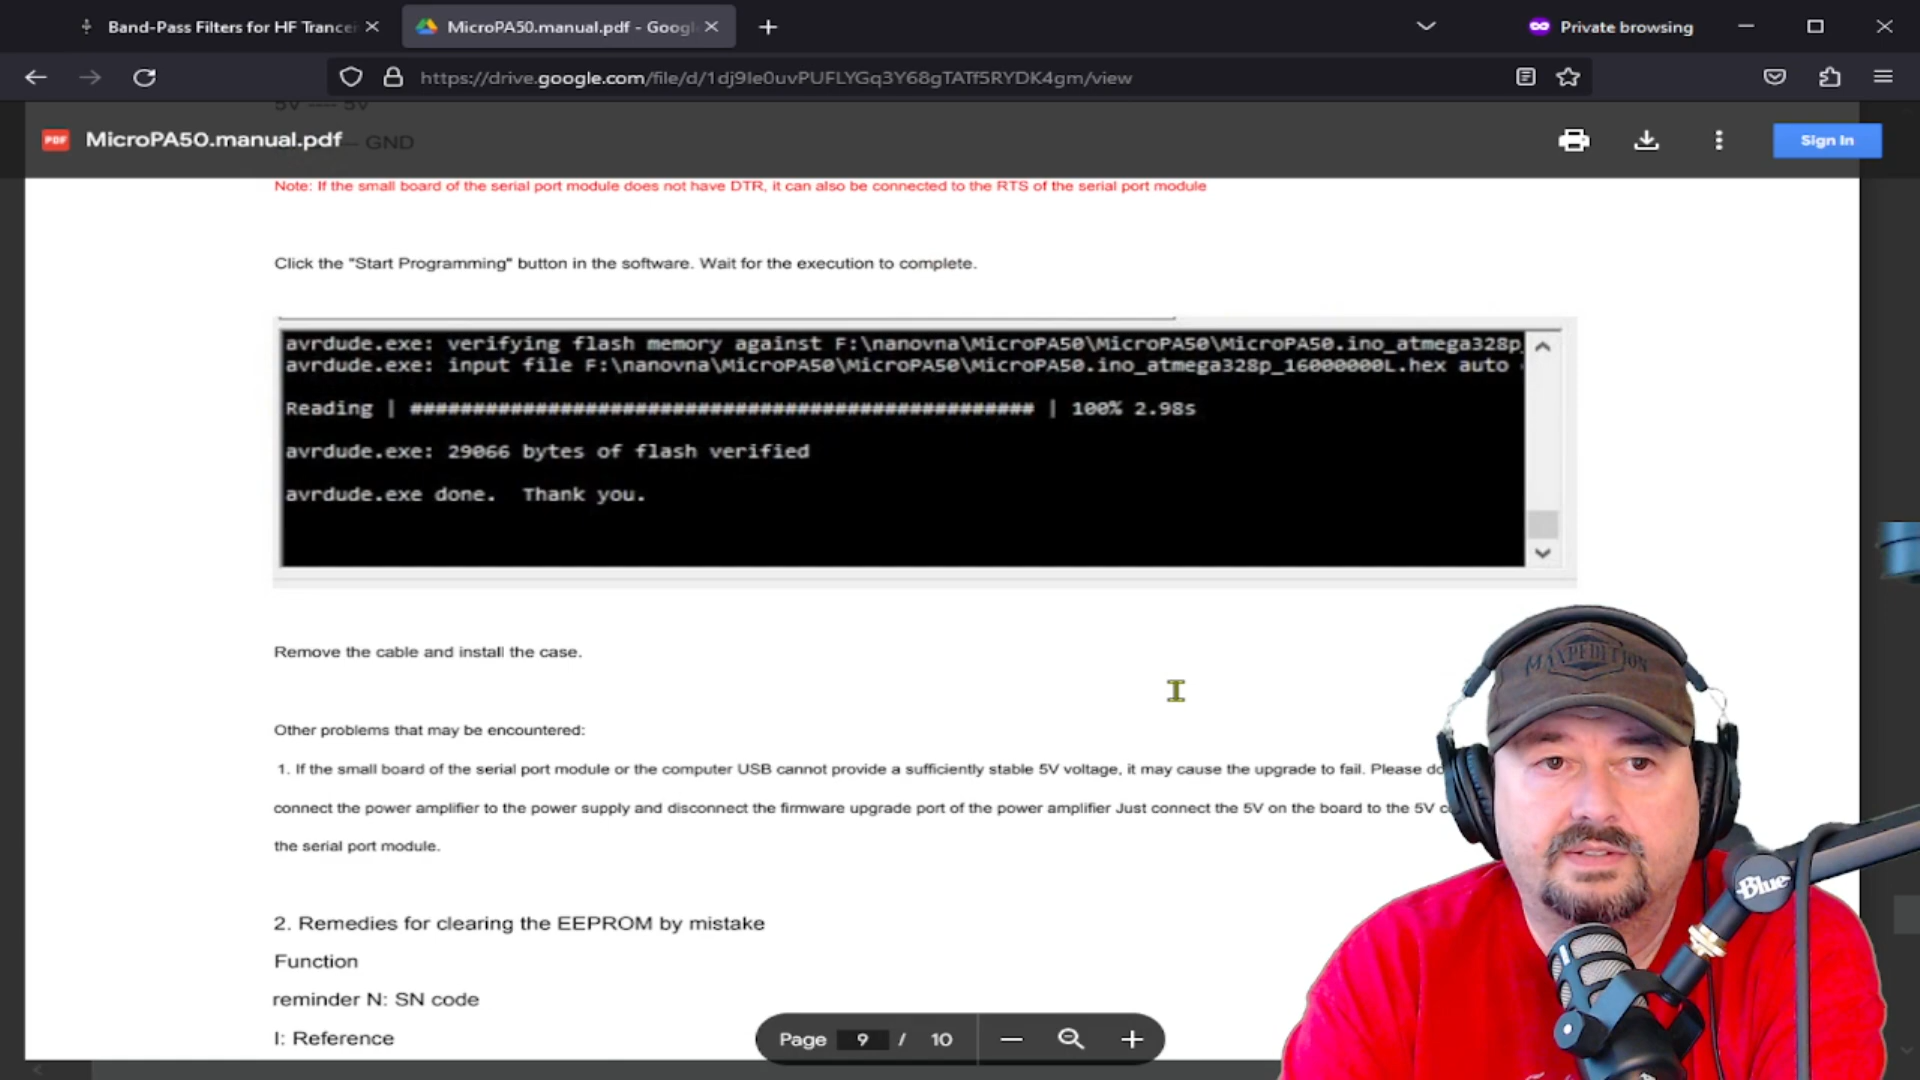 Band-Pass Filters for HF Trancei
MicroPA50.manual.pdf - Googl
Private browsing
https://drive.google.com/file/d/1dj9Ie0uvPUFLYGq3Y68gTATf5RYDK4gm/view
5V ---- 5V
PDF MicroPA50.manual.pdf -- GND
Sign In
Note: If the small board of the serial port module does not have DTR, it can also be connected to the RTS of the serial port module
Click the "Start Programming" button in the software. Wait for the execution to complete.
avrdude.exe: verifying flash memory against F:\nanovna\MicroPA50\MicroPA50\MicroPA50.ino_atmega328p_
avrdude.exe: input file F:\nanovna\MicroPA50\MicroPA50\MicroPA50.ino_atmega328p_16000000L.hex auto
Reading | ################################################## | 100% 2.98s
avrdude.exe: 29066 bytes of flash verified
avrdude.exe done.  Thank you.
Remove the cable and install the case.
Other problems that may be encountered:
1. If the small board of the serial port module or the computer USB cannot provide a sufficiently stable 5V voltage, it may cause the upgrade to fail. Please do
connect the power amplifier to the power supply and disconnect the firmware upgrade port of the power amplifier Just connect the 5V on the board to the 5V
the serial port module.
2. Remedies for clearing the EEPROM by mistake
Function
reminder N: SN code
I: Reference
Page 9 / 10
MAXPEDITION
Blue